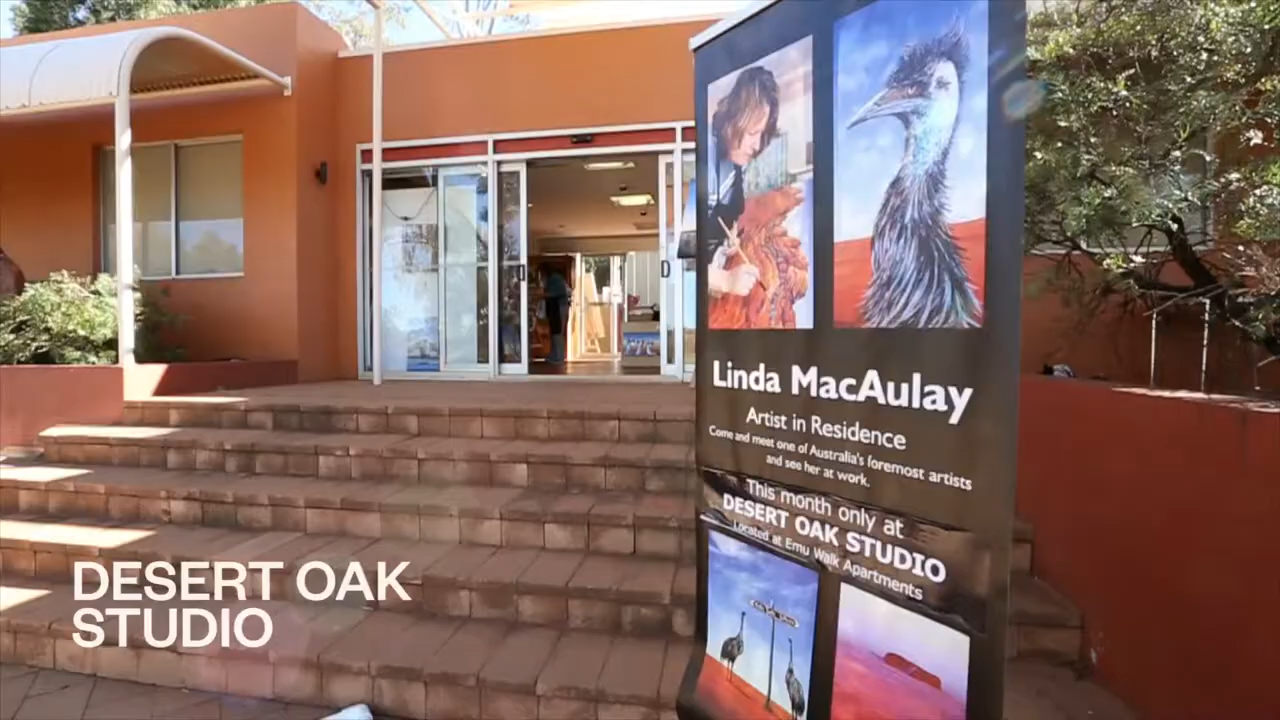 Linda MacAulay
Artist in Residence
Come and meet one of Australia's foremost artists
and see her at work.
This month only at
DESERT OAK STUDIO
Located at Emu Walk Apartments
DESERT OAK
STUDIO